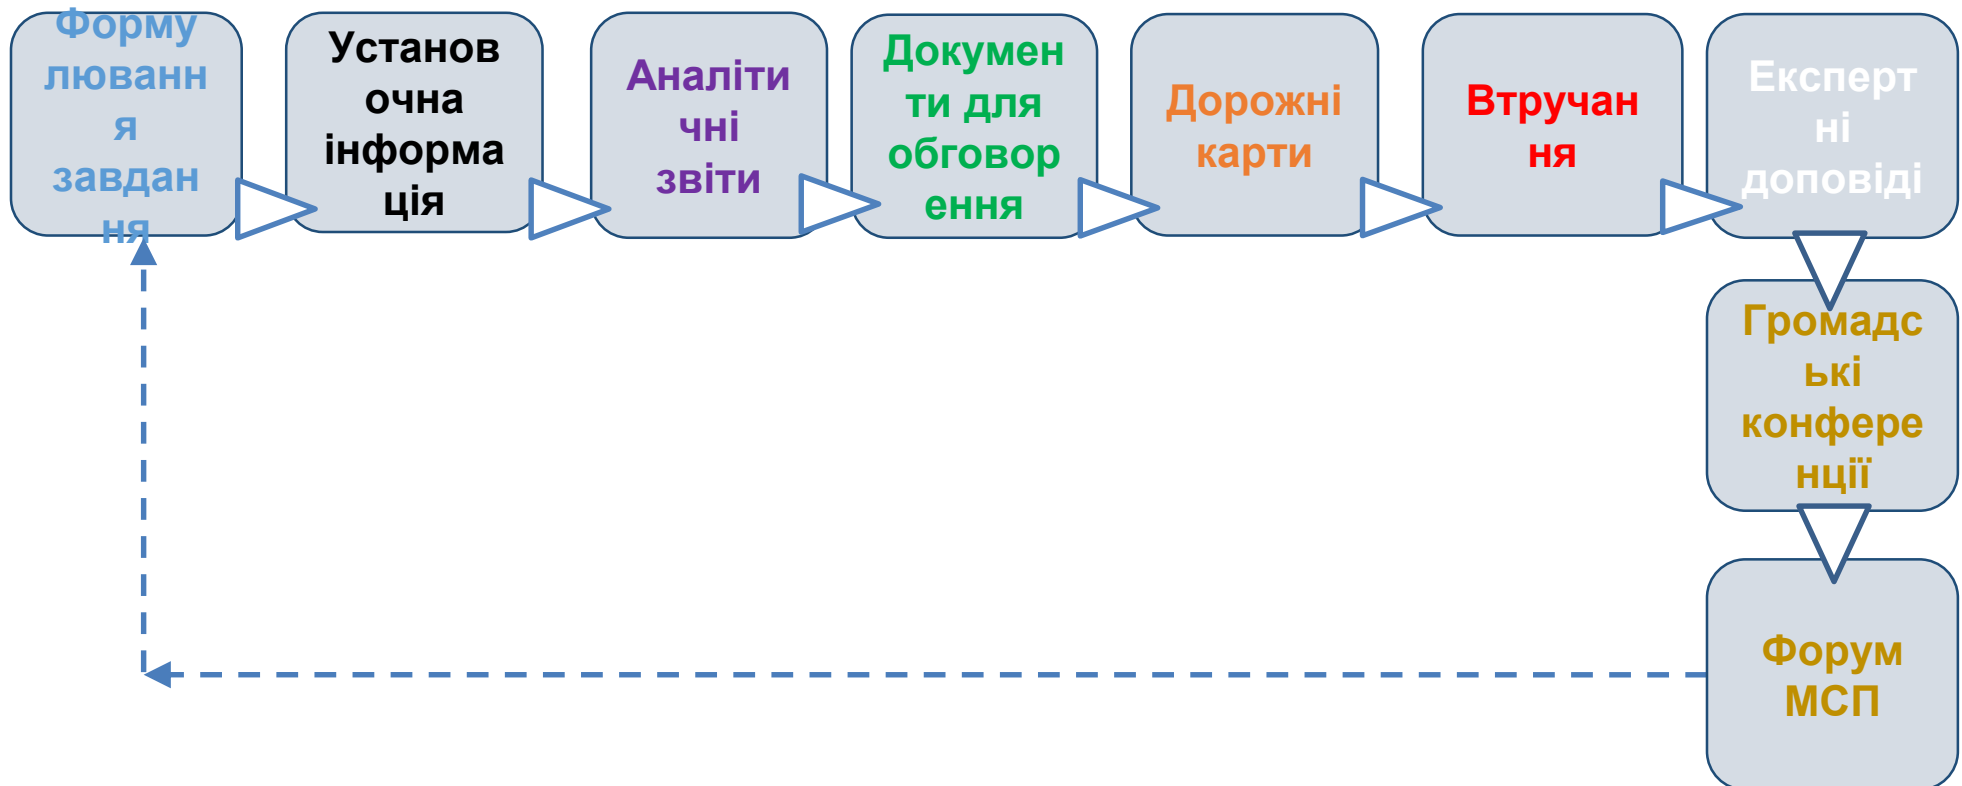 Форму
люванн
я
завдан
ня
Установ
очна
інформа
ція
Аналіти
чні
звіти
Докумен
ти для
обговор
ення
Дорожні
карти
Втручан
ня
Експерт
ні
доповіді
Громадс
ькі
конфере
нції
Форум
МСП